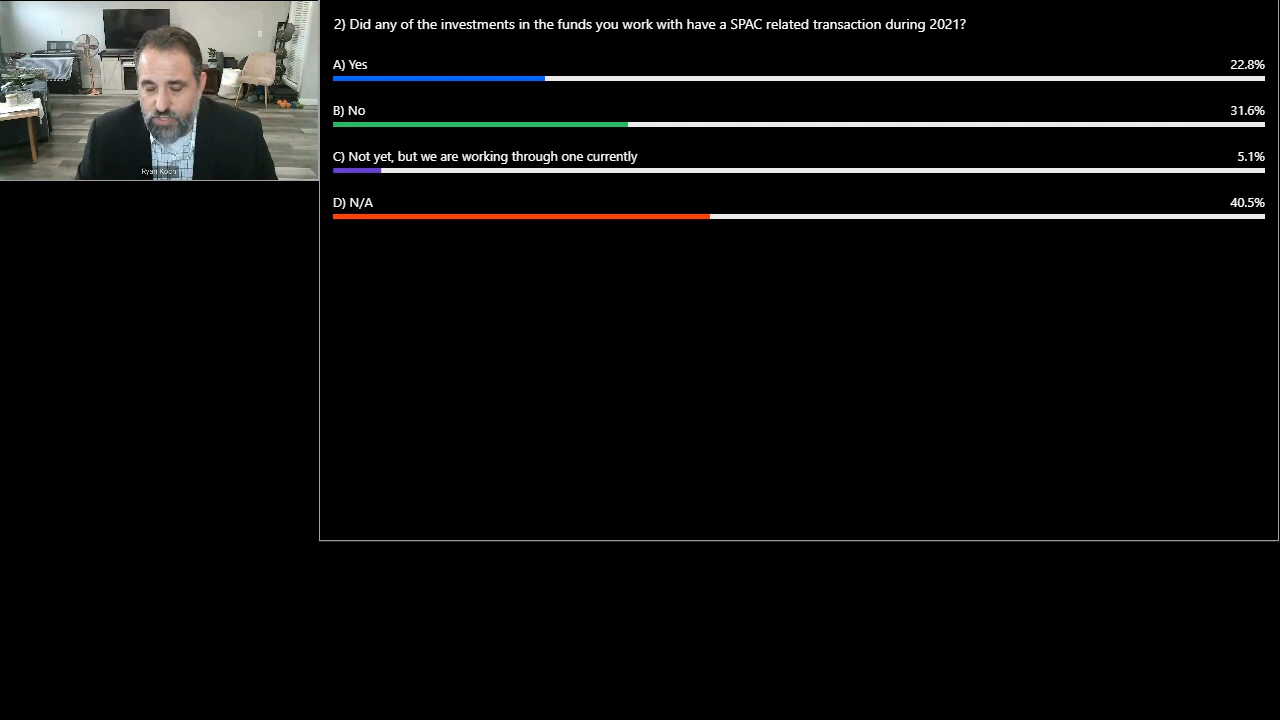 Ryan Koch
2) Did any of the investments in the funds you work with have a SPAC related transaction during 2021?
A) Yes 22.8%
B) No 31.6%
C) Not yet, but we are working through one currently 5.1%
D) N/A 40.5%